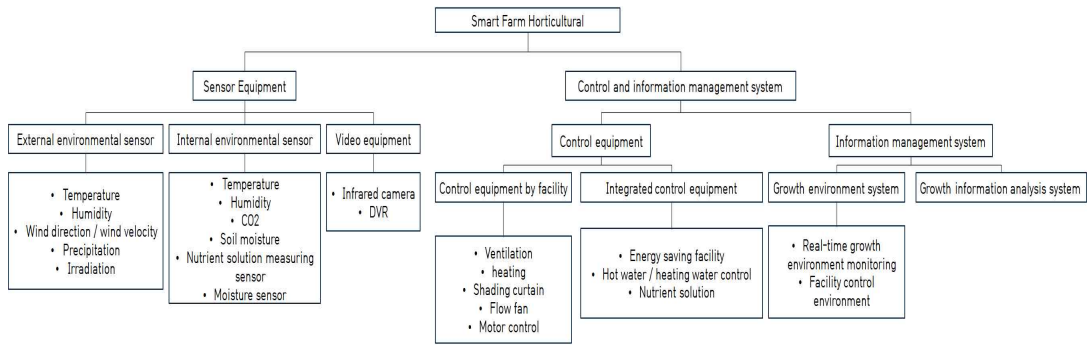 Smart Farm Horticultural
Sensor Equipment
Control and information management system
External environmental sensor
Internal environmental sensor
Video equipment
Control equipment
Information management system
• Temperature
• Humidity
• Wind direction / wind velocity
• Precipitation
• Irradiation
• Temperature
• Humidity
• CO2
• Soil moisture
• Nutrient solution measuring
sensor
• Moisture sensor
• Infrared camera
• DVR
Control equipment by facility
Integrated control equipment
Growth environment system
Growth information analysis system
• Ventilation
• heating
• Shading curtain
• Flow fan
• Motor control
• Energy saving facility
• Hot water / heating water control
• Nutrient solution
• Real-time growth
environment monitoring
• Facility control
environment